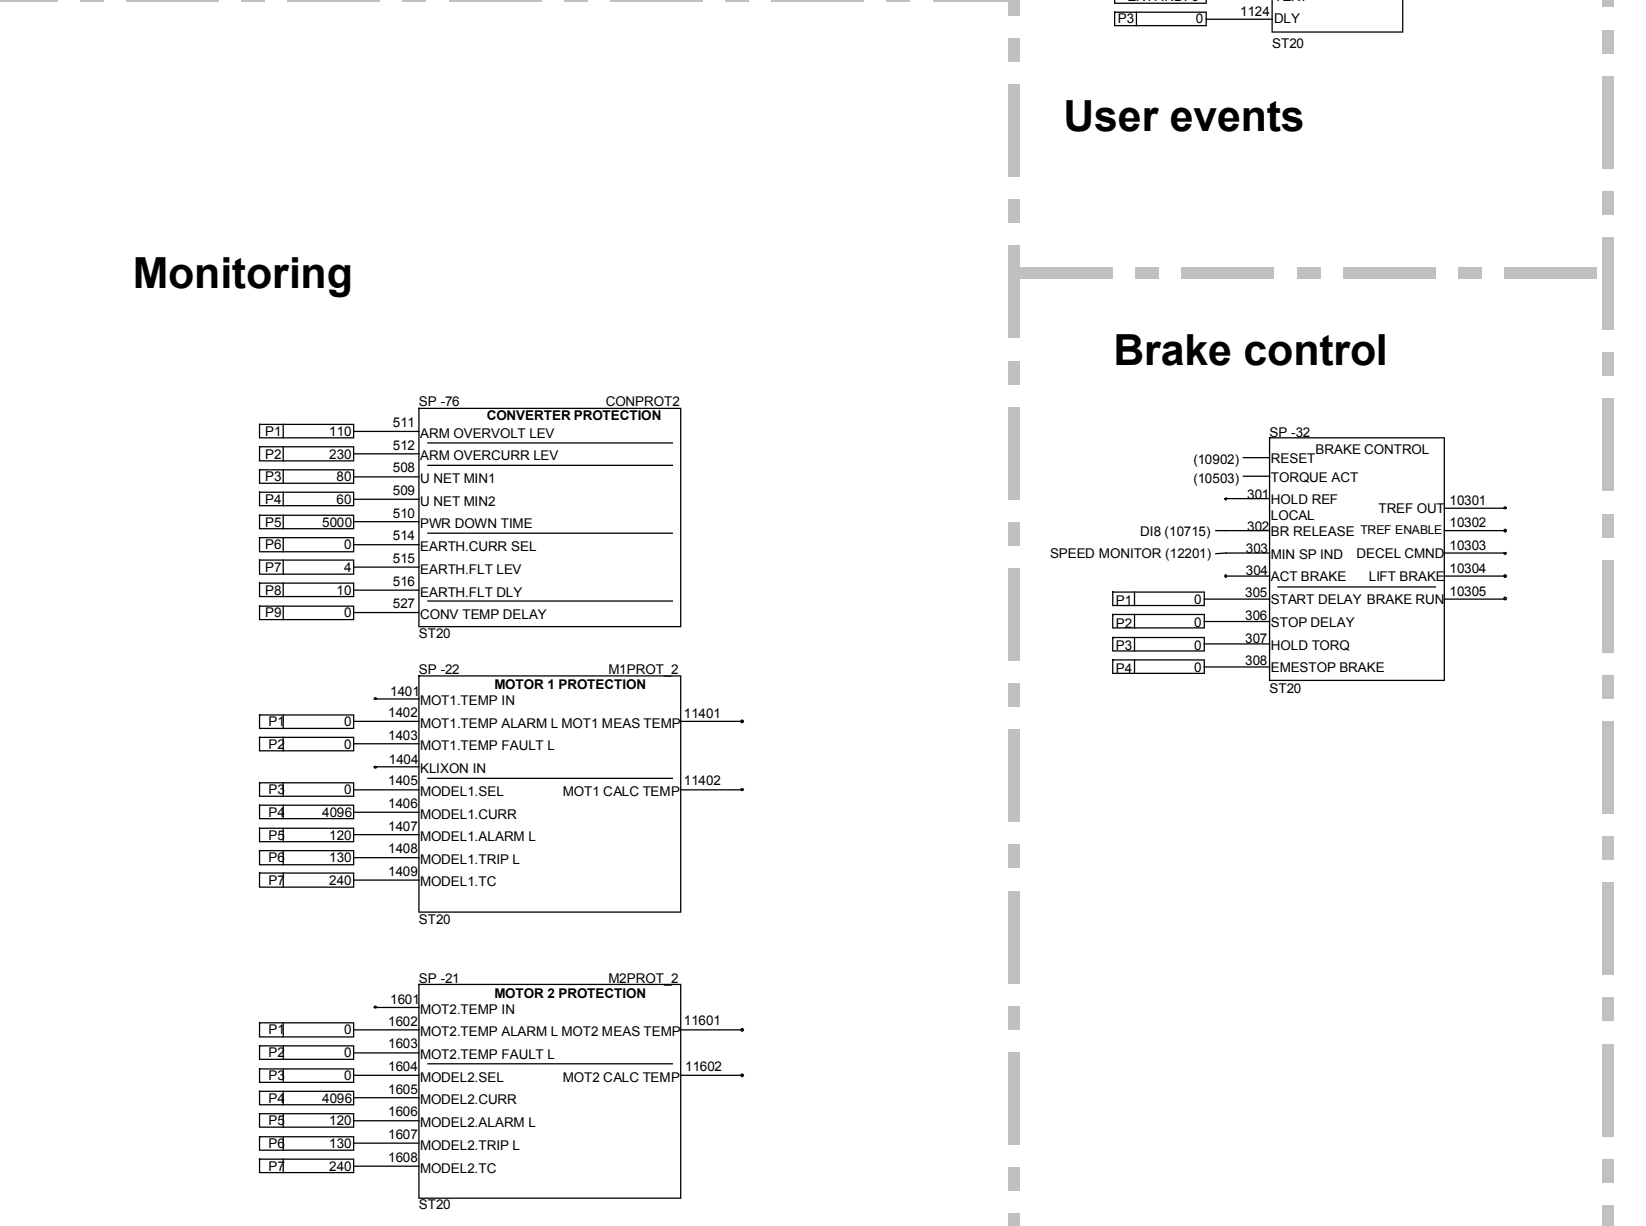 P3 0 1124 DLY
ST20
User events
Monitoring
Brake control
SP -76 CONPROT2
CONVERTER PROTECTION
P1 110 511 ARM OVERVOLT LEV
P2 230 512 ARM OVERCURR LEV
P3 80 508 U NET MIN1
P4 60 509 U NET MIN2
P5 5000 510 PWR DOWN TIME
P6 0 514 EARTH.CURR SEL
P7 4 515 EARTH.FLT LEV
P8 10 516 EARTH.FLT DLY
P9 0 527 CONV TEMP DELAY
ST20
SP -22 M1PROT_2
MOTOR 1 PROTECTION
1401 MOT1.TEMP IN
P1 0 1402 MOT1.TEMP ALARM L MOT1 MEAS TEMP 11401
P2 0 1403 MOT1.TEMP FAULT L
1404 KLIXON IN
P3 0 1405 MODEL1.SEL MOT1 CALC TEMP 11402
P4 4096 1406 MODEL1.CURR
P5 120 1407 MODEL1.ALARM L
P6 130 1408 MODEL1.TRIP L
P7 240 1409 MODEL1.TC
ST20
SP -21 M2PROT_2
MOTOR 2 PROTECTION
1601 MOT2.TEMP IN
P1 0 1602 MOT2.TEMP ALARM L MOT2 MEAS TEMP 11601
P2 0 1603 MOT2.TEMP FAULT L
P3 0 1604 MODEL2.SEL MOT2 CALC TEMP 11602
P4 4096 1605 MODEL2.CURR
P5 120 1606 MODEL2.ALARM L
P6 130 1607 MODEL2.TRIP L
P7 240 1608 MODEL2.TC
ST20
SP -32
BRAKE CONTROL
(10902) RESET
(10503) TORQUE ACT
301 HOLD REF
LOCAL TREF OUT 10301
DI8 (10715) 302 BR RELEASE TREF ENABLE 10302
SPEED MONITOR (12201) 303 MIN SP IND DECEL CMND 10303
304 ACT BRAKE LIFT BRAKE 10304
P1 0 305 START DELAY BRAKE RUN 10305
P2 0 306 STOP DELAY
P3 0 307 HOLD TORQ
P4 0 308 EMESTOP BRAKE
ST20